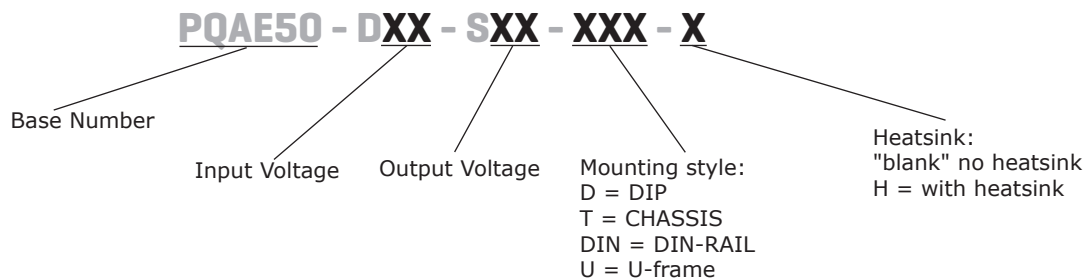 PQAE50 - DXX - SXX - XXX - X
Base Number
Input Voltage
Output Voltage
Mounting style:
D = DIP
T = CHASSIS
DIN = DIN-RAIL
U = U-frame
Heatsink:
"blank" no heatsink
H = with heatsink